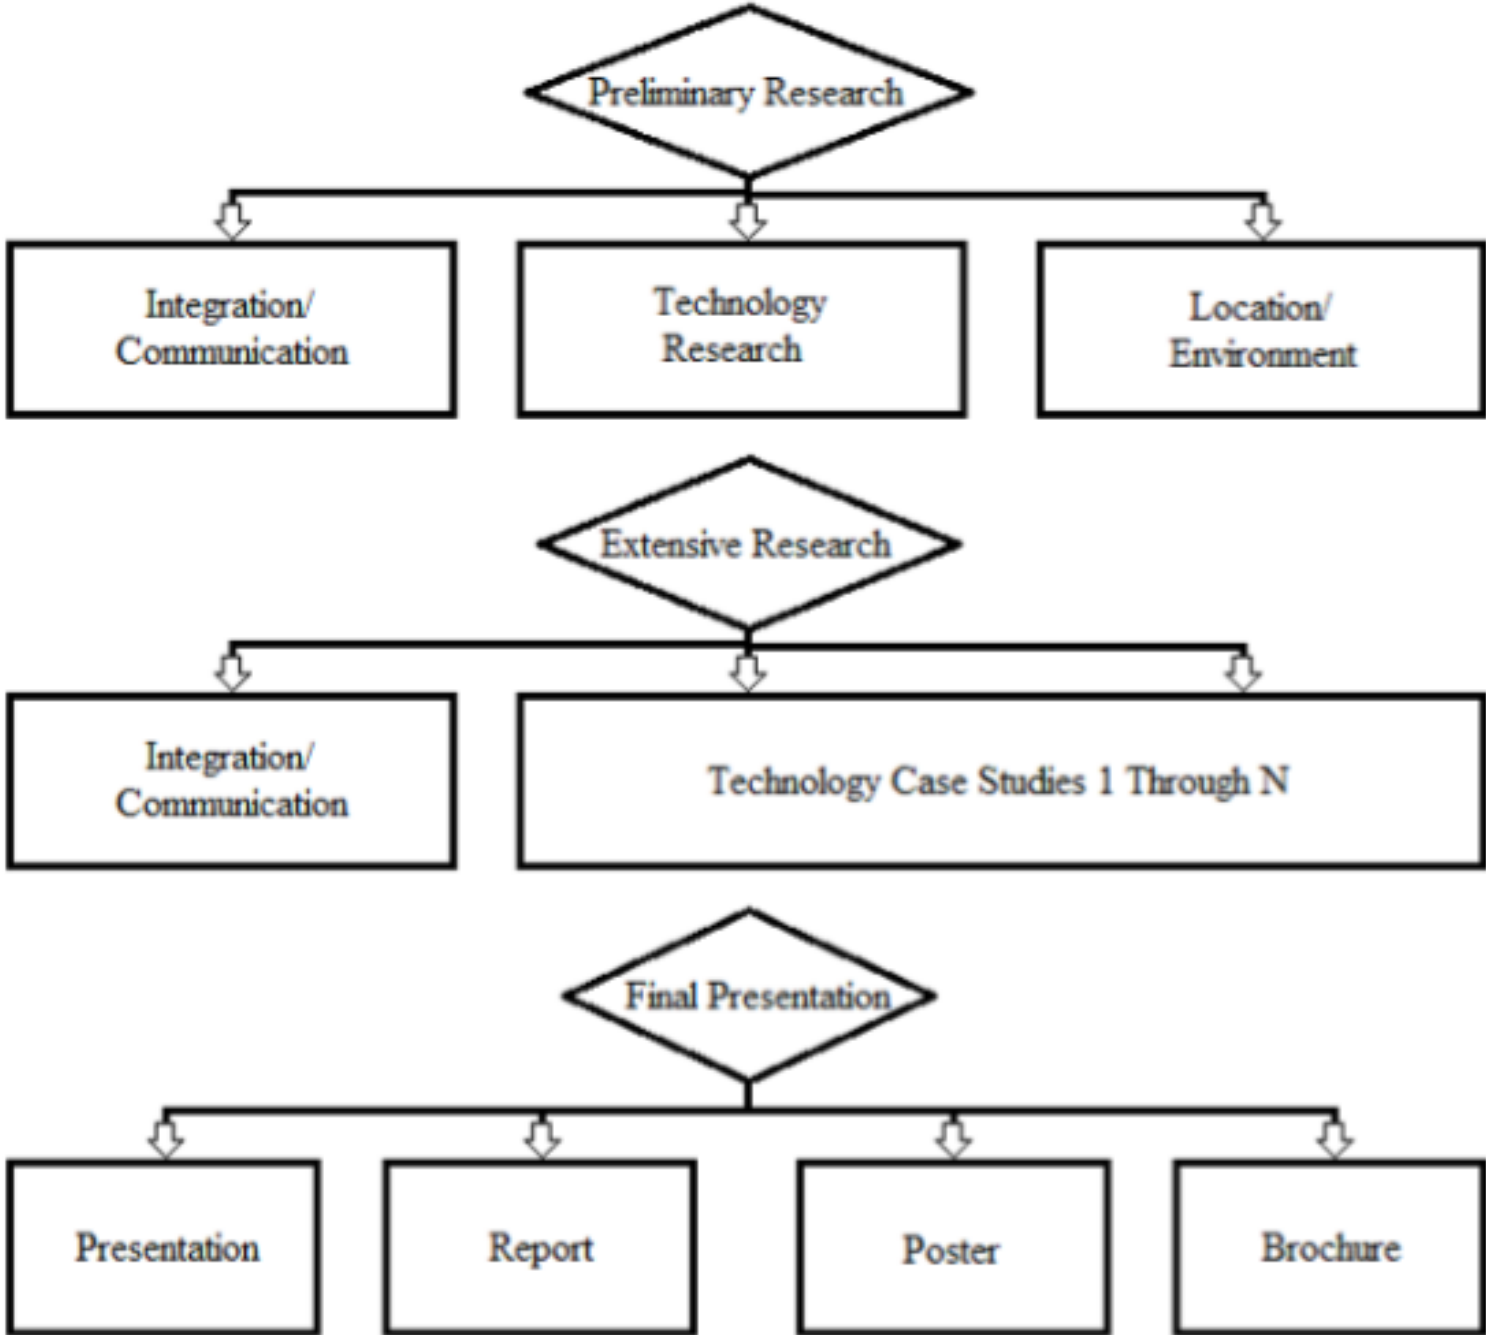 Preliminary Research
Integration/
Communication
Technology
Research
Location/
Environment
Extensive Research
Integration/
Communication
Technology Case Studies 1 Through N
Final Presentation
Presentation
Report
Poster
Brochure